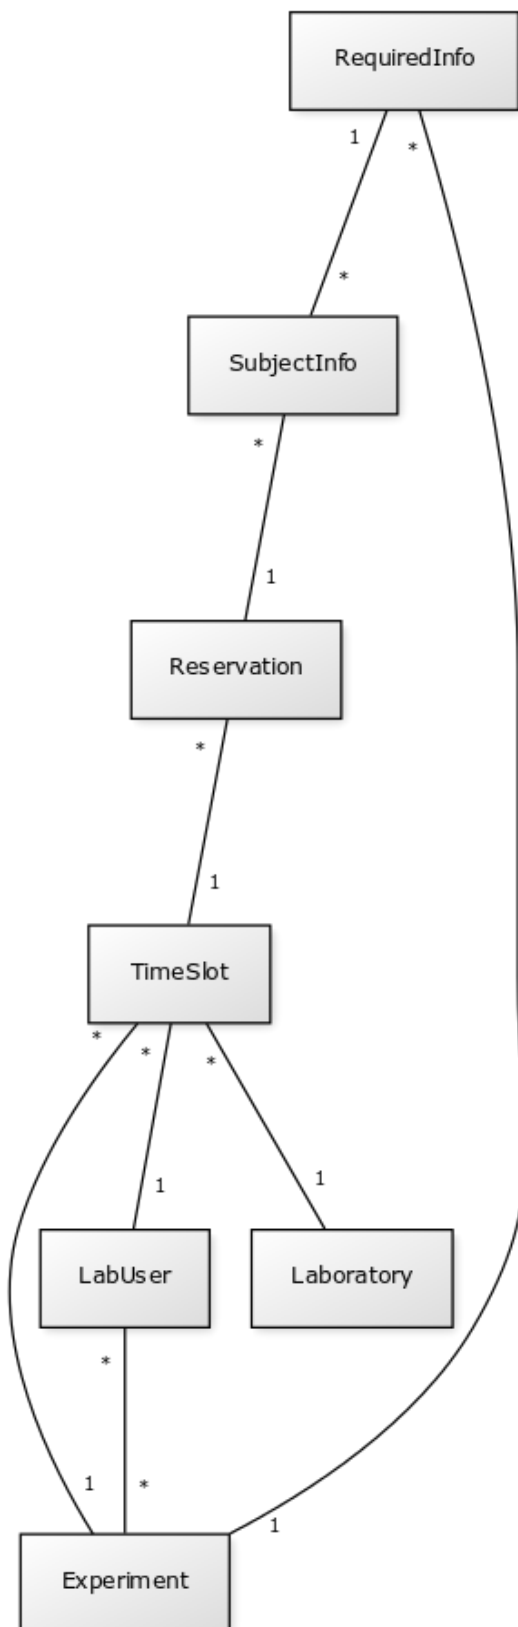 RequiredInfo
1
*
*
SubjectInfo
*
1
Reservation
*
1
TimeSlot
*
*
*
1
1
LabUser
Laboratory
*
1
*
1
Experiment